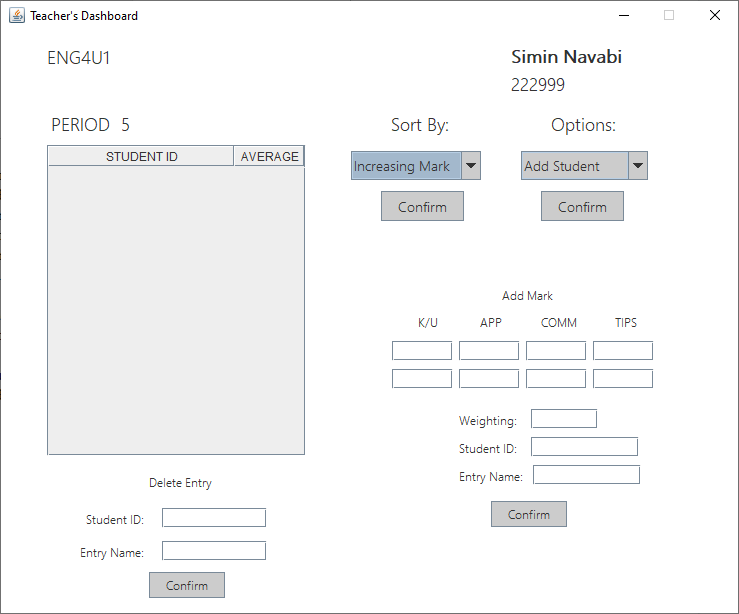 Teacher's Dashboard
ENG4U1
Simin Navabi
222999
PERIOD 5
Sort By:
Options:
STUDENT ID AVERAGE
Increasing Mark
Add Student
Confirm
Confirm
Add Mark
K/U APP COMM TIPS
Weighting:
Student ID:
Entry Name:
Confirm
Delete Entry
Student ID:
Entry Name:
Confirm